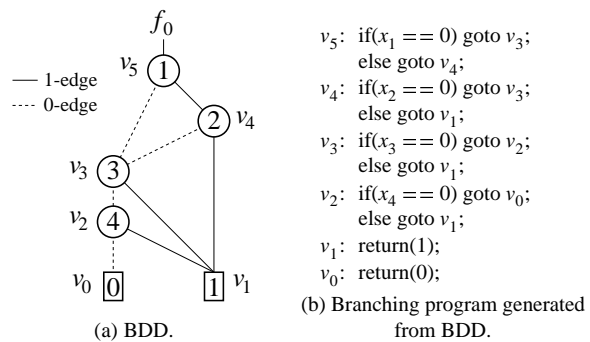 f0
v5 1
1-edge
0-edge
2 v4
v3 3
v2 4
v0 0 1 v1
(a) BDD.
v5: if(x1 == 0) goto v3;
else goto v4;
v4: if(x2 == 0) goto v3;
else goto v1;
v3: if(x3 == 0) goto v2;
else goto v1;
v2: if(x4 == 0) goto v0;
else goto v1;
v1: return(1);
v0: return(0);
(b) Branching program generated
from BDD.